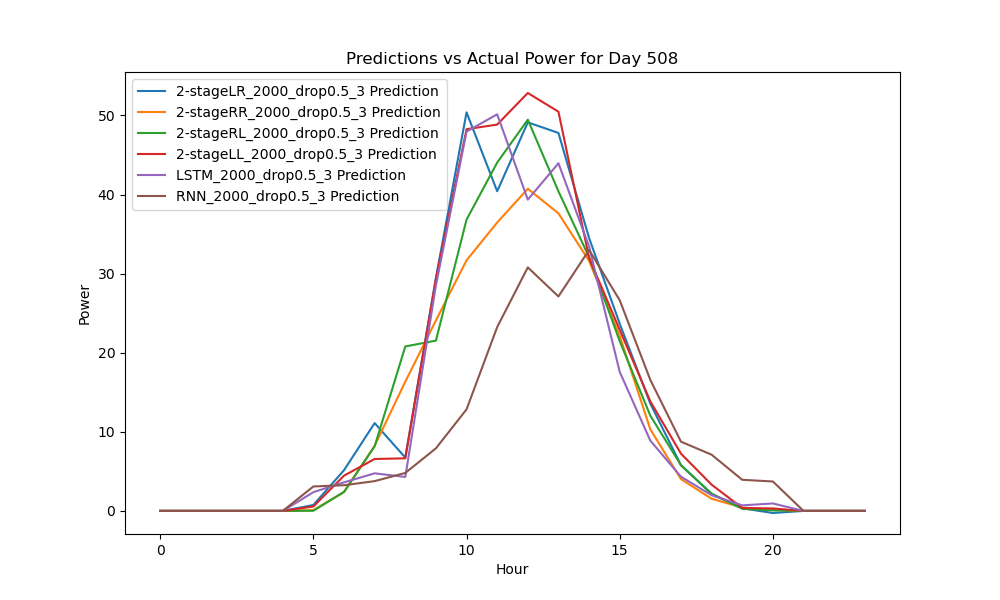 Predictions vs Actual Power for Day 508
2-stageLR_2000_drop0.5_3 Prediction
2-stageRR_2000_drop0.5_3 Prediction
2-stageRL_2000_drop0.5_3 Prediction
2-stageLL_2000_drop0.5_3 Prediction
LSTM_2000_drop0.5_3 Prediction
RNN_2000_drop0.5_3 Prediction
Power
50
40
30
20
10
0
0 5 10 15 20
Hour